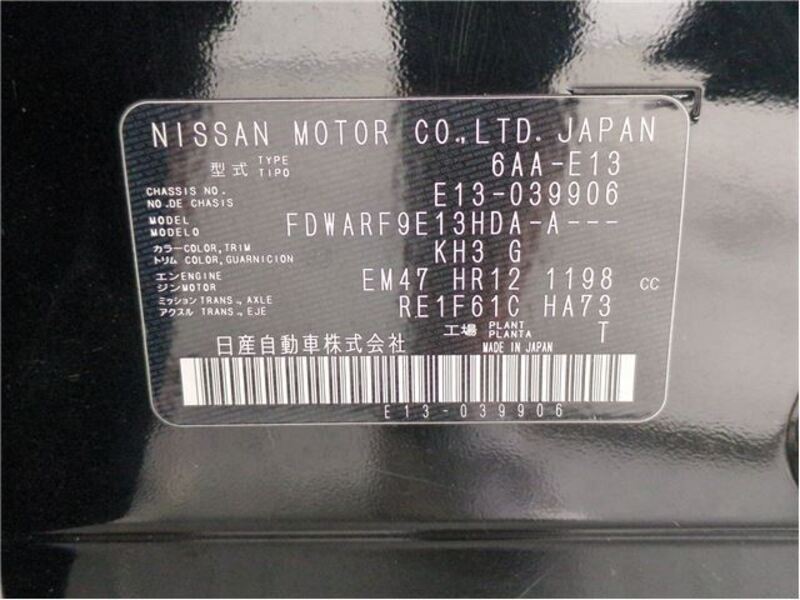 NISSAN MOTOR CO.,LTD. JAPAN
型式 TYPE TIPO 6AA-E13
CHASSIS NO. NO.DE CHASIS E13-039906
MODEL MODELO FDWARF9E13HDA-A---
カラー COLOR,TRIM トリム COLOR,GUARNICION KH3 G
エンジン ENGINE MOTOR EM47 HR12 1198 CC
ミッション TRANS., AXLE アクスル TRANS., EJE RE1F61C HA73
工場 PLANT PLANTA T
日産自動車株式会社 MADE IN JAPAN
E13-039906